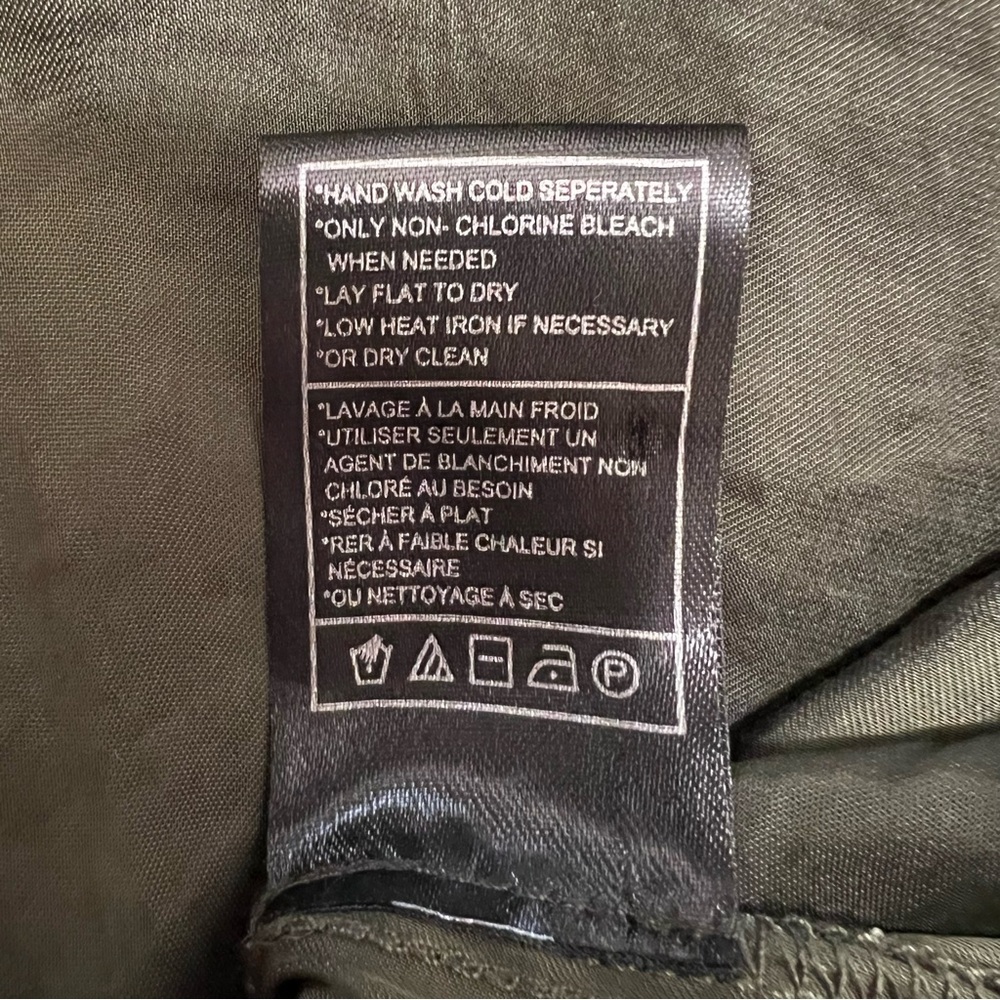 *HAND WASH COLD SEPERATELY
*ONLY NON- CHLORINE BLEACH
WHEN NEEDED
*LAY FLAT TO DRY
*LOW HEAT IRON IF NECESSARY
*OR DRY CLEAN
*LAVAGE À LA MAIN FROID
*UTILISER SEULEMENT UN
AGENT DE BLANCHIMENT NON
CHLORÉ AU BESOIN
*SÉCHER À PLAT
*RER À FAIBLE CHALEUR SI
NÉCESSAIRE
*OU NETTOYAGE À SEC
P